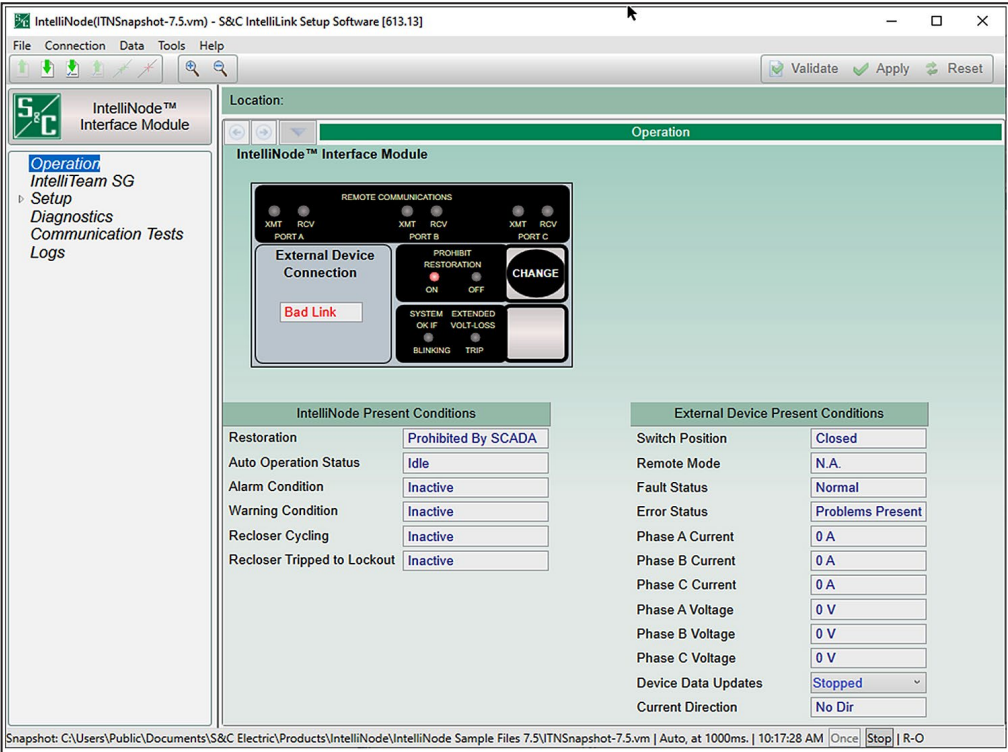 IntelliNode(ITNSnapshot-7.5.vm) - S&C IntelliLink Setup Software [613.13]
File Connection Data Tools Help
Validate Apply Reset
S&C
IntelliNode™
Interface Module
Location:
Operation
Operation
IntelliTeam SG
Setup
Diagnostics
Communication Tests
Logs
IntelliNode™ Interface Module
REMOTE COMMUNICATIONS
XMT RCV XMT RCV XMT RCV
PORT A PORT B PORT C
External Device
Connection
Bad Link
PROHIBIT
RESTORATION
ON OFF
CHANGE
SYSTEM EXTENDED
OK IF VOLT-LOSS
BLINKING TRIP
IntelliNode Present Conditions
Restoration Prohibited By SCADA
Auto Operation Status Idle
Alarm Condition Inactive
Warning Condition Inactive
Recloser Cycling Inactive
Recloser Tripped to Lockout Inactive
External Device Present Conditions
Switch Position Closed
Remote Mode N.A.
Fault Status Normal
Error Status Problems Present
Phase A Current 0 A
Phase B Current 0 A
Phase C Current 0 A
Phase A Voltage 0 V
Phase B Voltage 0 V
Phase C Voltage 0 V
Device Data Updates Stopped
Current Direction No Dir
Snapshot: C:\Users\Public\Documents\S&C Electric\Products\IntelliNode\IntelliNode Sample Files 7.5\ITNSnapshot-7.5.vm | Auto, at 1000ms. | 10:17:28 AM Once Stop | R-O